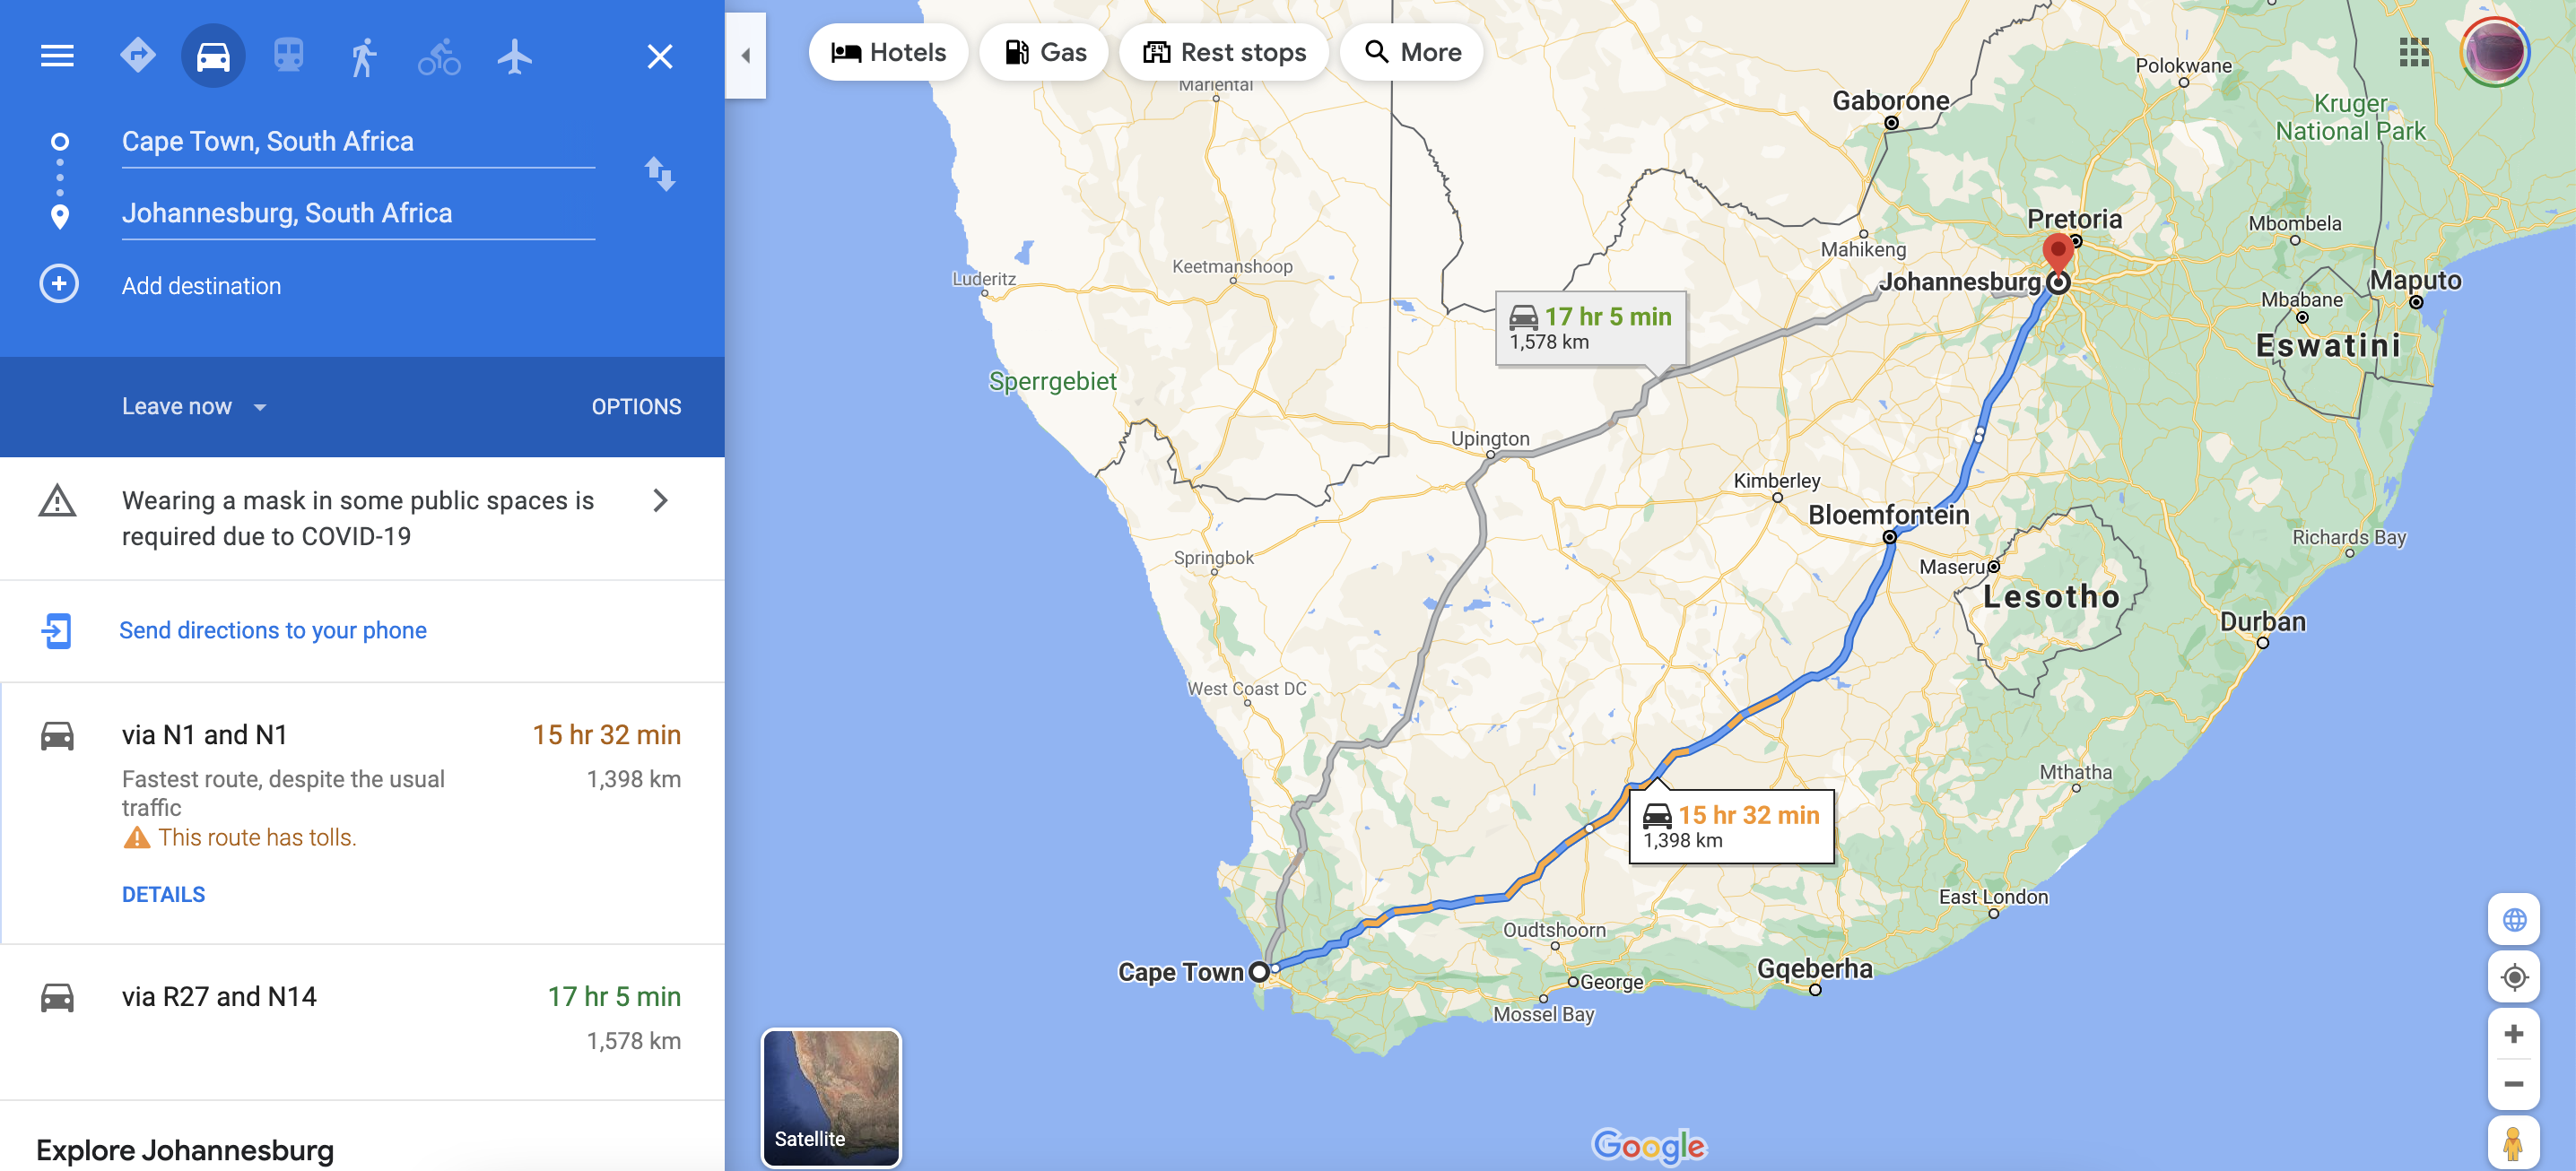 Cape Town, South Africa
Johannesburg, South Africa
Add destination
Leave now
OPTIONS
Wearing a mask in some public spaces is
required due to COVID-19
Send directions to your phone
via N1 and N1
15 hr 32 min
Fastest route, despite the usual
traffic
1,398 km
This route has tolls.
DETAILS
via R27 and N14
17 hr 5 min
1,578 km
Explore Johannesburg
Hotels
Gas
Rest stops
More
Mariental
Polokwane
Gaborone
Kruger
National Park
Pretoria
Mbombela
Mahikeng
Keetmanshoop
Luderitz
Johannesburg
Maputo
Mbabane
Eswatini
17 hr 5 min
1,578 km
Sperrgebiet
Upington
Kimberley
Bloemfontein
Richards Bay
Springbok
Maseru
Lesotho
Durban
West Coast DC
Mthatha
15 hr 32 min
1,398 km
East London
Oudtshoorn
Cape Town
Gqeberha
George
Mossel Bay
Satellite
Google